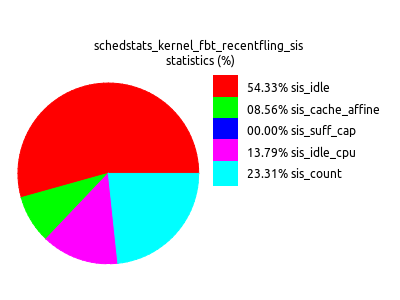 schedstats_kernel_fbt_recentfling_sis
statistics (%)
54.33% sis_idle
08.56% sis_cache_affine
00.00% sis_suff_cap
13.79% sis_idle_cpu
23.31% sis_count